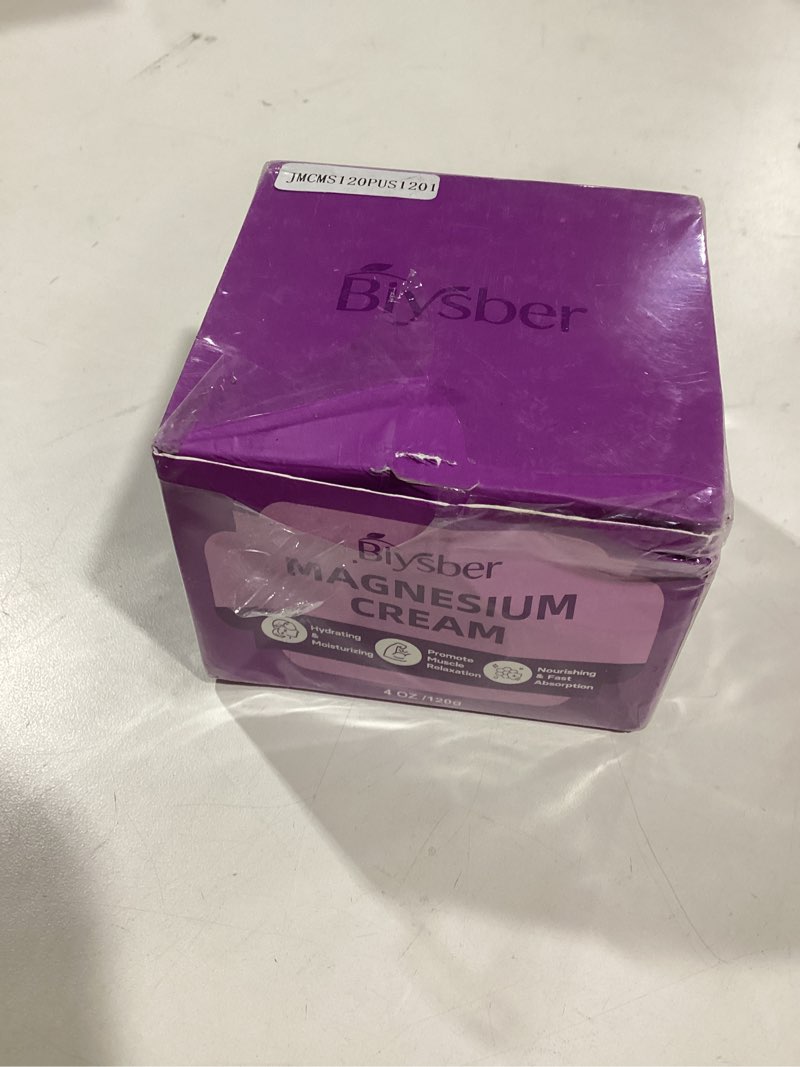 JMCMS120PUS1201
Biysber
Biysber
MAGNESIUM
CREAM
Hydrating
&
Moisturizing
Promote
Muscle
Relaxation
Nourishing
& Fast
Absorption
4 OZ /120g